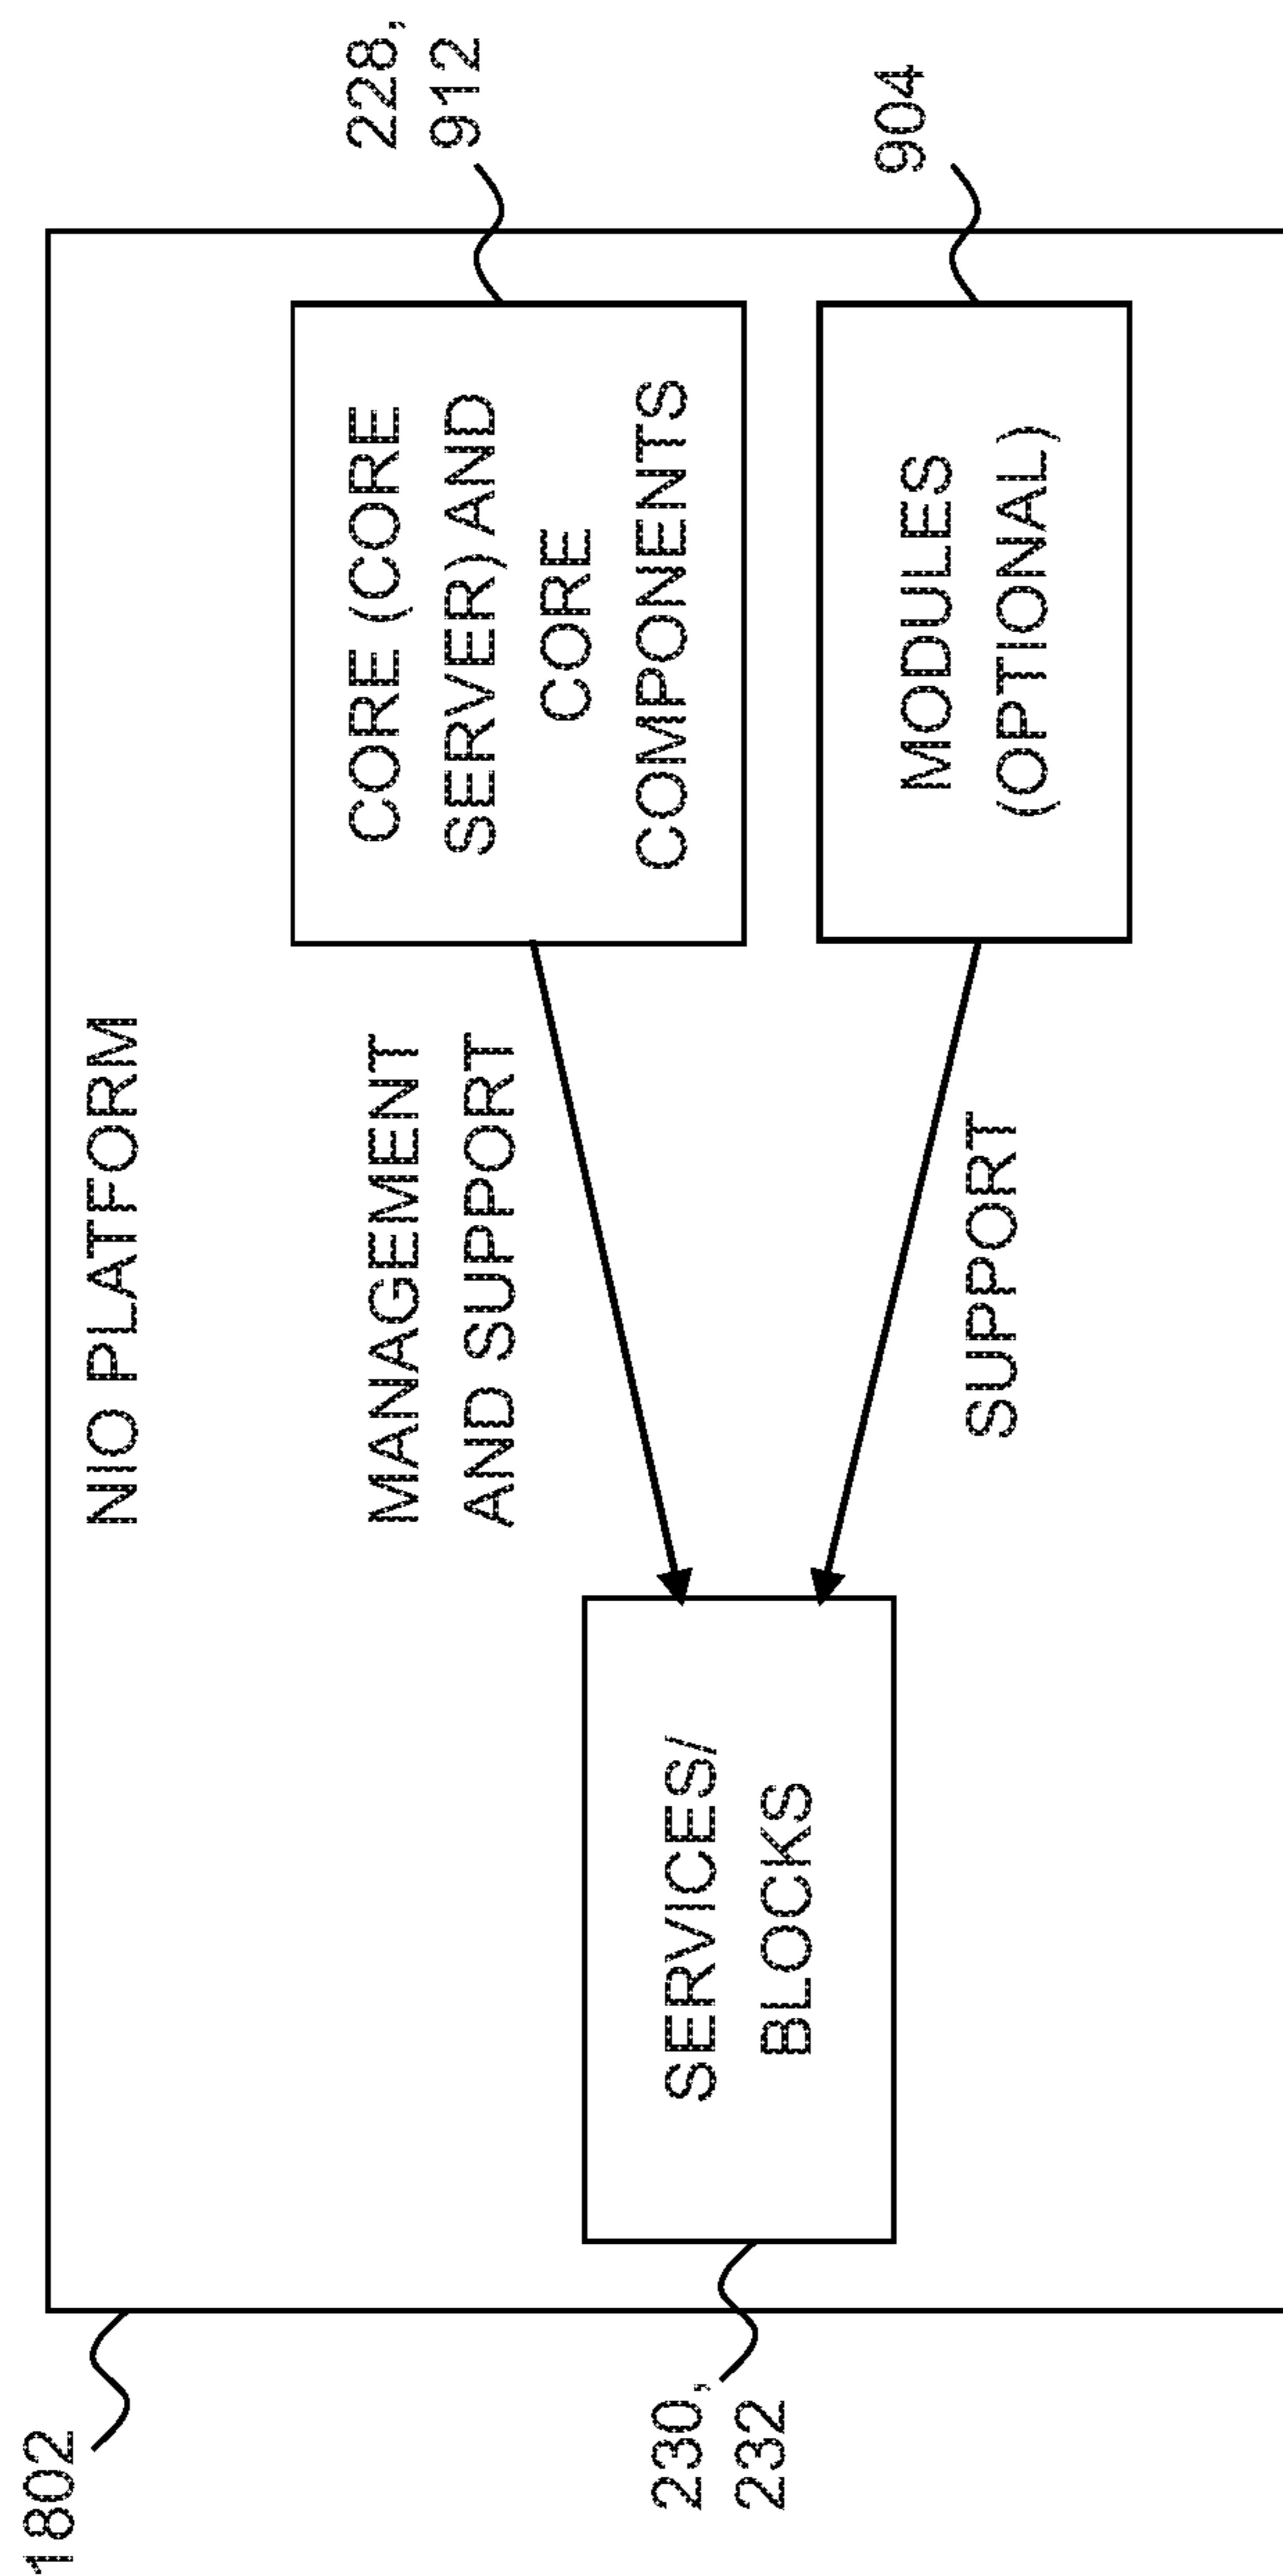 1802
NIO PLATFORM
228,
912
CORE (CORE
SERVER) AND
CORE
COMPONENTS
MANAGEMENT
AND SUPPORT
SERVICES/
BLOCKS
230,
232
904
MODULES
(OPTIONAL)
SUPPORT